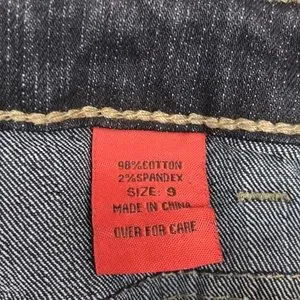 98%COTTON
2%SPANDEX
SIZE: 9
MADE IN CHINA
OVER FOR CARE